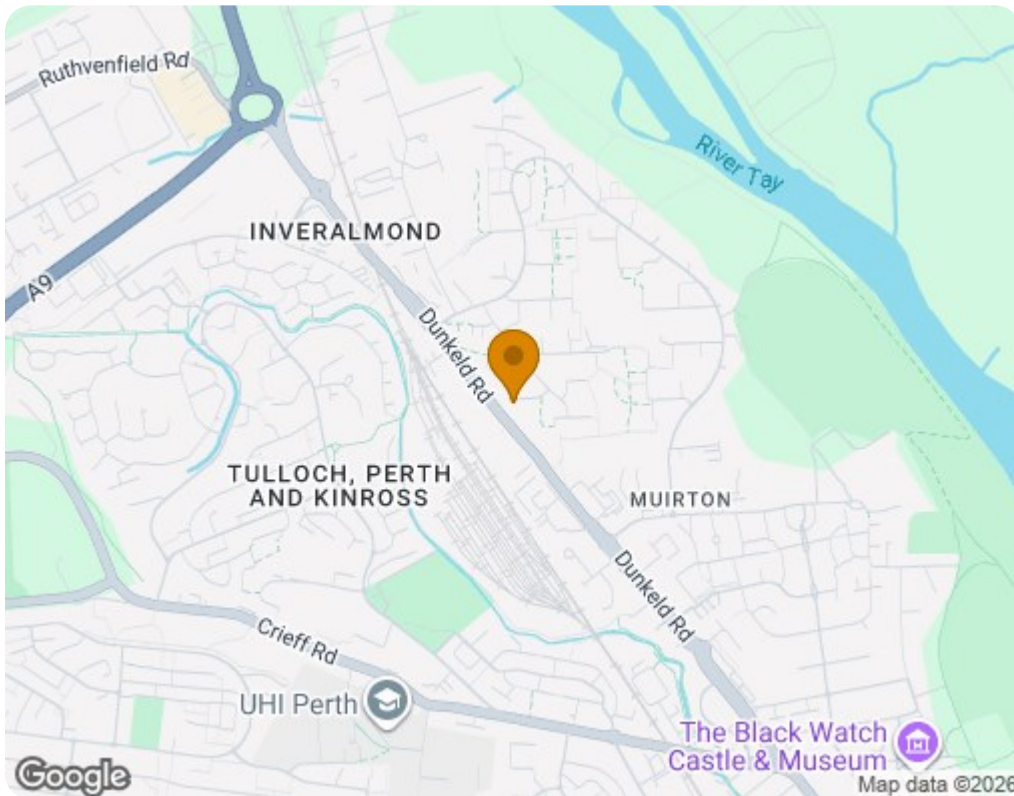 Ruthvenfield Rd
River Tay
INVERALMOND
A9
Dunkeld Rd
TULLOCH, PERTH
AND KINROSS
MUIRTON
Dunkeld Rd
Crieff Rd
UHI Perth
The Black Watch
Castle & Museum
Google
Map data ©2026